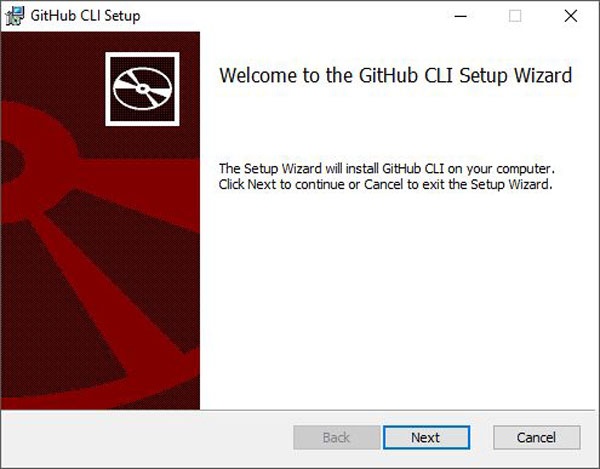 GitHub CLI Setup
Welcome to the GitHub CLI Setup Wizard
The Setup Wizard will install GitHub CLI on your computer.
Click Next to continue or Cancel to exit the Setup Wizard.
Back Next Cancel